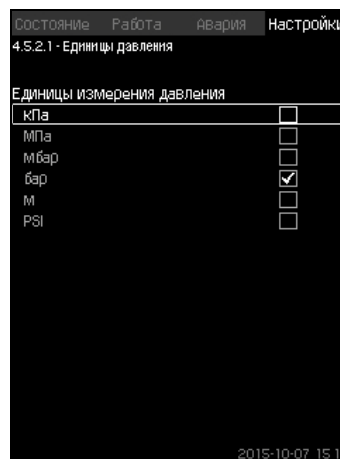 Состояние Работа Авария Настройки
4.5.2.1 - Единицы давления
Единицы измерения давления
кПа
МПа
Мбар
бар
М
PSI
2015-10-07 15 1